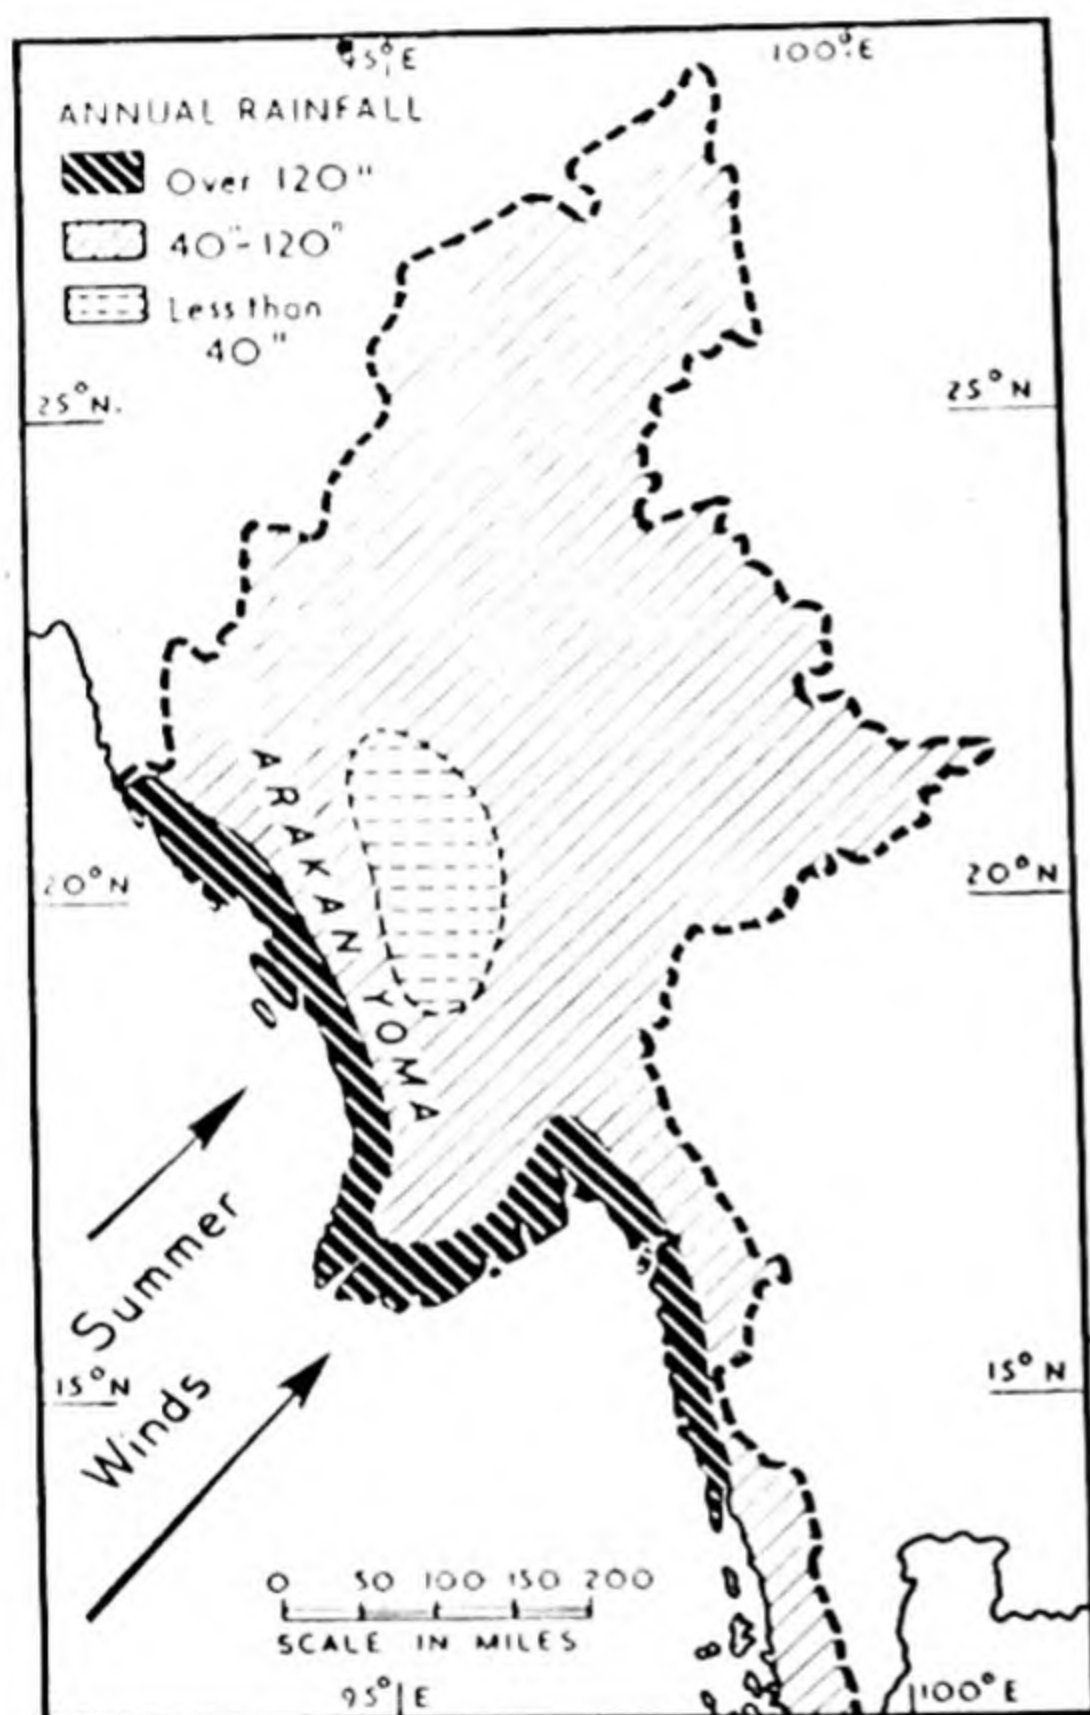 95°E
100°E
ANNUAL RAINFALL
Over 120"
40"-120"
Less than
40"
25°N.
25°N
ARAKAN YOMA
20°N
20°N
Summer
Winds
15°N
15°N
0 50 100 150 200
SCALE IN MILES
95°E
100°E